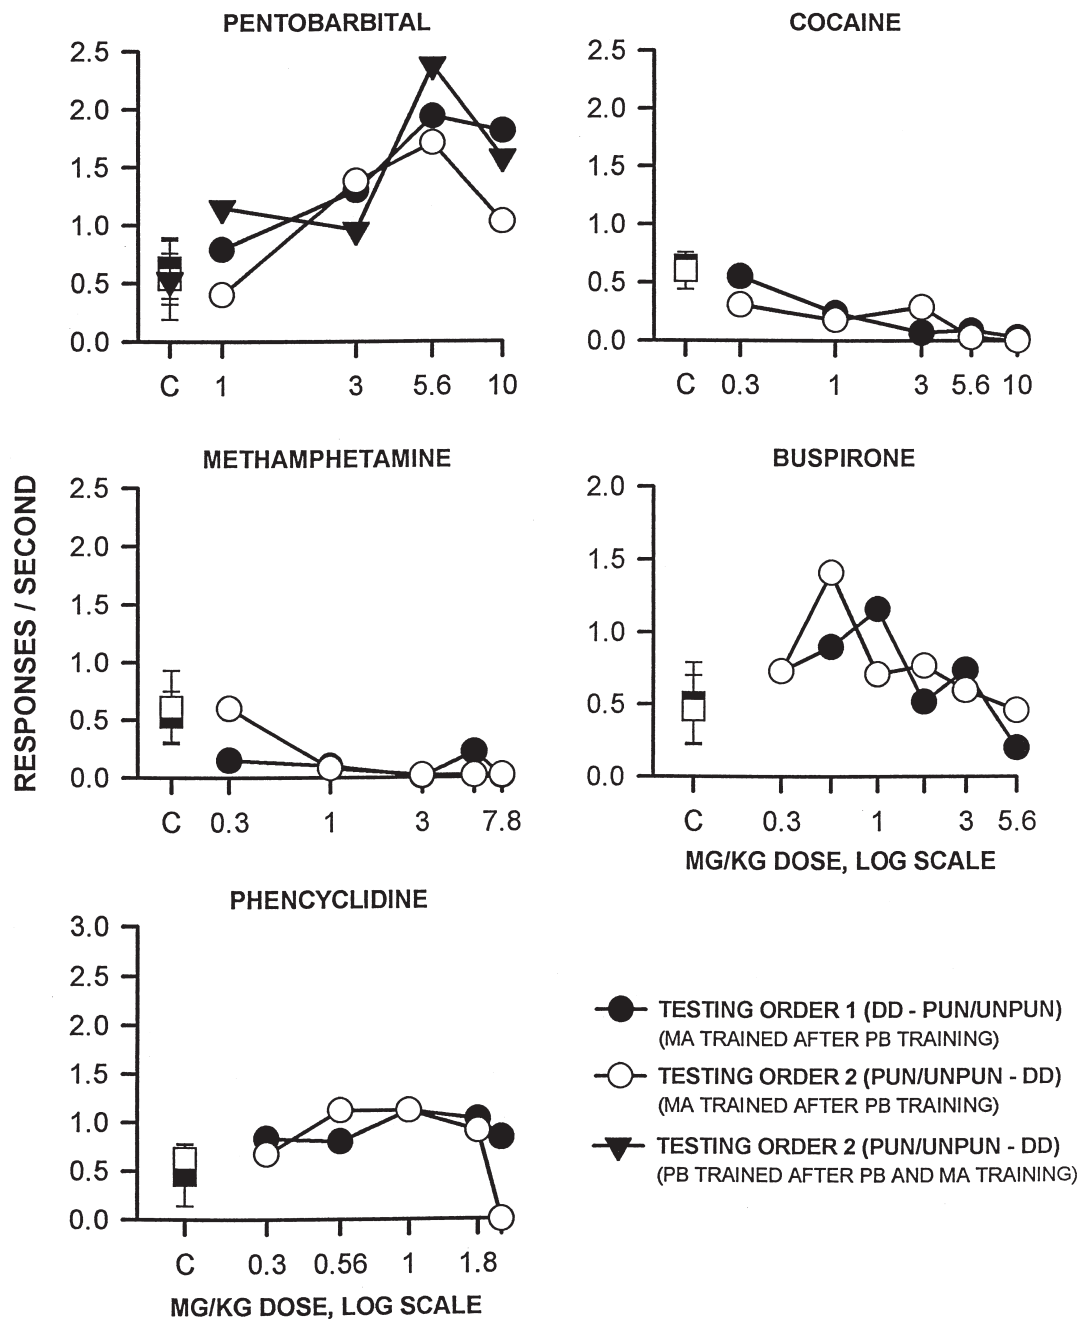 PENTOBARBITAL
2.5
2.0
1.5
1.0
0.5
0.0
C 1 3 5.6 10
COCAINE
2.5
2.0
1.5
1.0
0.5
0.0
C 0.3 1 3 5.6 10
RESPONSES / SECOND
METHAMPHETAMINE
2.5
2.0
1.5
1.0
0.5
0.0
C 0.3 1 3 7.8
BUSPIRONE
2.0
1.5
1.0
0.5
0.0
C 0.3 1 3 5.6
MG/KG DOSE, LOG SCALE
PHENCYCLIDINE
3.0
2.5
2.0
1.5
1.0
0.5
0.0
C 0.3 0.56 1 1.8
MG/KG DOSE, LOG SCALE
TESTING ORDER 1 (DD - PUN/UNPUN)
(MA TRAINED AFTER PB TRAINING)
TESTING ORDER 2 (PUN/UNPUN - DD)
(MA TRAINED AFTER PB TRAINING)
TESTING ORDER 2 (PUN/UNPUN - DD)
(PB TRAINED AFTER PB AND MA TRAINING)